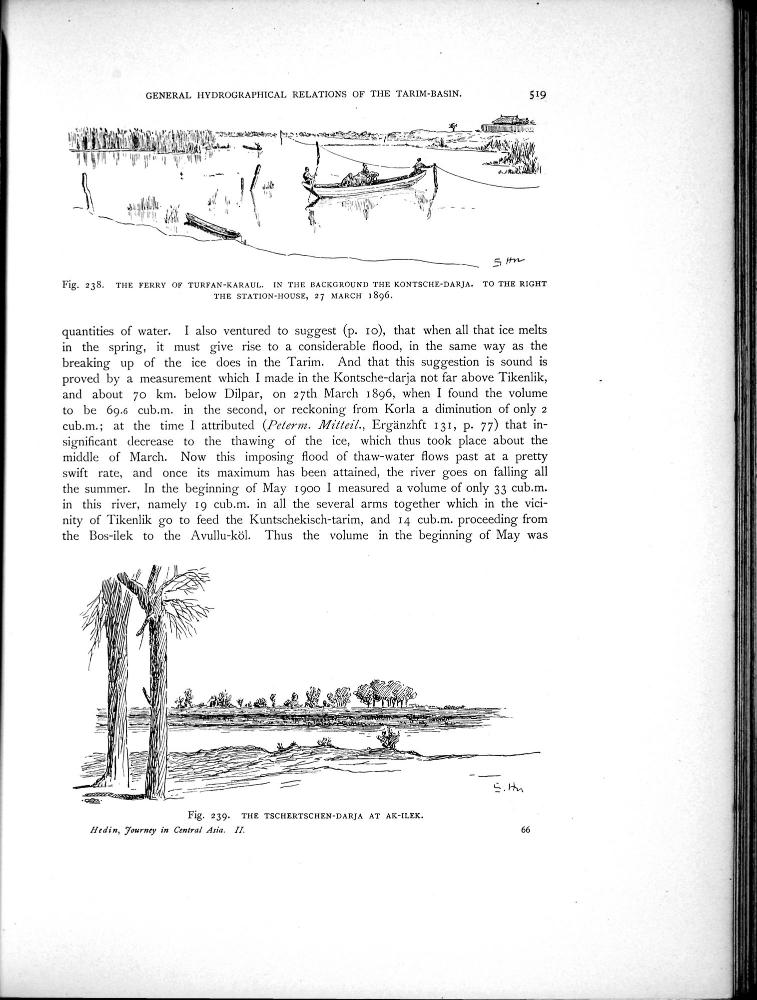 GENERAL HYDROGRAPHICAL RELATIONS OF THE TARIM-BASIN. 519
S Hn
Fig. 238. THE FERRY OF TURFAN-KARAUL. IN THE BACKGROUND THE KONTSCHE-DARJA. TO THE RIGHT
THE STATION-HOUSE, 27 MARCH 1896.
quantities of water. I also ventured to suggest (p. 10), that when all that ice melts
in the spring, it must give rise to a considerable flood, in the same way as the
breaking up of the ice does in the Tarim. And that this suggestion is sound is
proved by a measurement which I made in the Kontsche-darja not far above Tikenlik,
and about 70 km. below Dilpar, on 27th March 1896, when I found the volume
to be 69.6 cub.m. in the second, or reckoning from Korla a diminution of only 2
cub.m.; at the time I attributed (Peterm. Mitteil., Ergänzhft 131, p. 77) that in-
significant decrease to the thawing of the ice, which thus took place about the
middle of March. Now this imposing flood of thaw-water flows past at a pretty
swift rate, and once its maximum has been attained, the river goes on falling all
the summer. In the beginning of May 1900 I measured a volume of only 33 cub.m.
in this river, namely 19 cub.m. in all the several arms together which in the vici-
nity of Tikenlik go to feed the Kuntschekisch-tarim, and 14 cub.m. proceeding from
the Bos-ilek to the Avullu-köl. Thus the volume in the beginning of May was
S. Hn
Fig. 239. THE TSCHERTSCHEN-DARJA AT AK-ILEK.
Hedin, Journey in Central Asia. II. 66